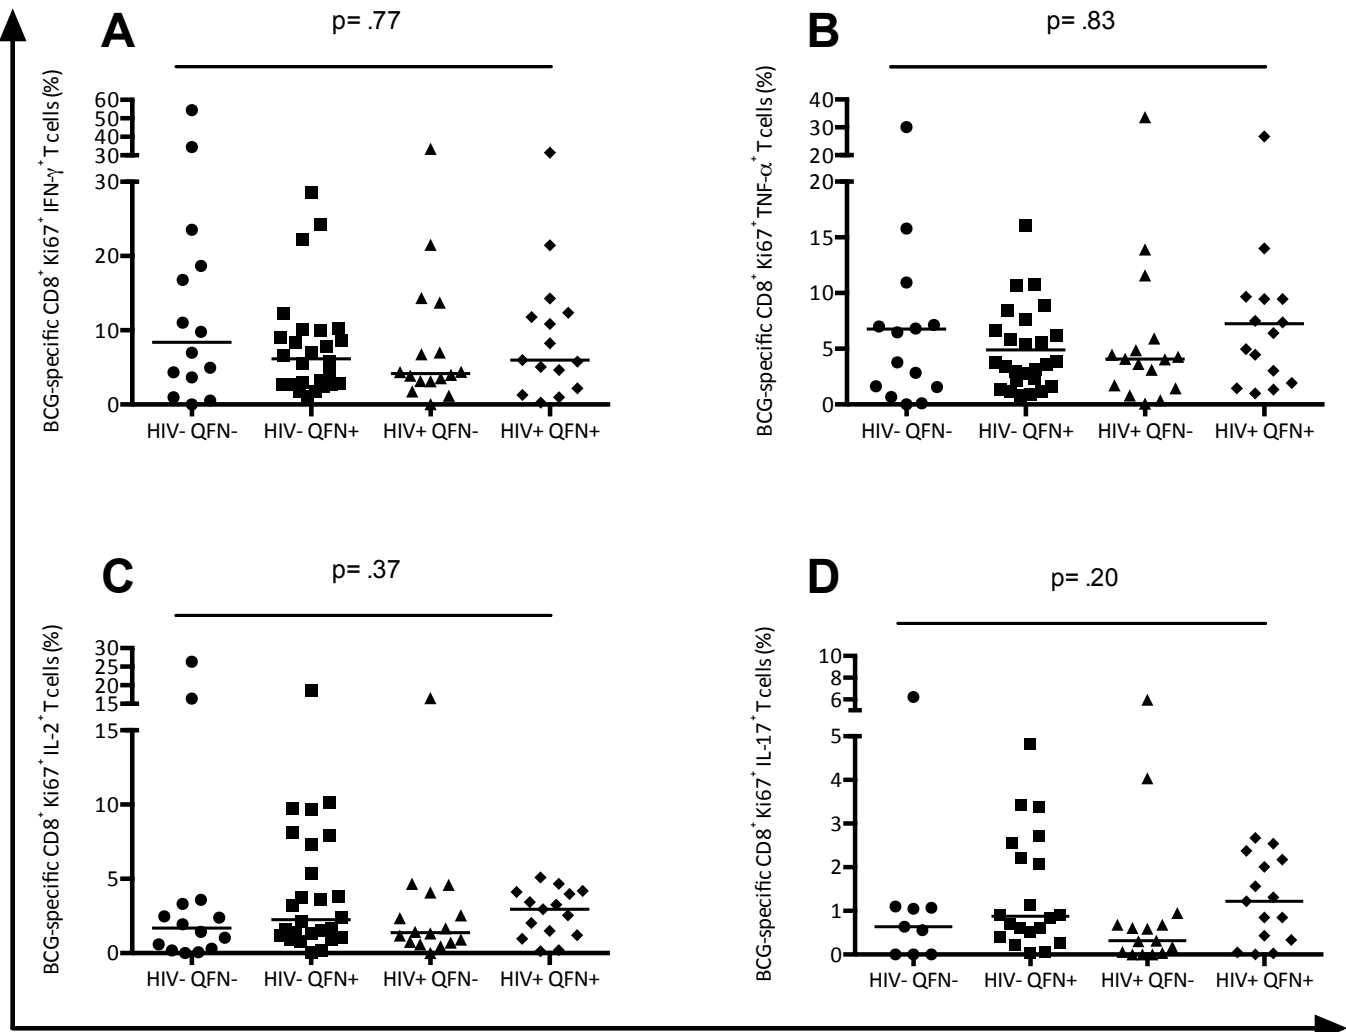 A
p= .77
BCG-specific CD8+ Ki67+ IFN-γ+ T cells (%)
60
50
40
30
30
20
10
0
HIV- QFN- HIV- QFN+ HIV+ QFN- HIV+ QFN+
B
p= .83
BCG-specific CD8+ Ki67+ TNF-α+ T cells (%)
40
30
20
20
15
10
5
0
HIV- QFN- HIV- QFN+ HIV+ QFN- HIV+ QFN+
C
p= .37
BCG-specific CD8+ Ki67+ IL-2+ T cells (%)
30
25
20
15
15
10
5
0
HIV- QFN- HIV- QFN+ HIV+ QFN- HIV+ QFN+
D
p= .20
BCG-specific CD8+ Ki67+ IL-17+ T cells (%)
10
8
6
5
4
3
2
1
0
HIV- QFN- HIV- QFN+ HIV+ QFN- HIV+ QFN+